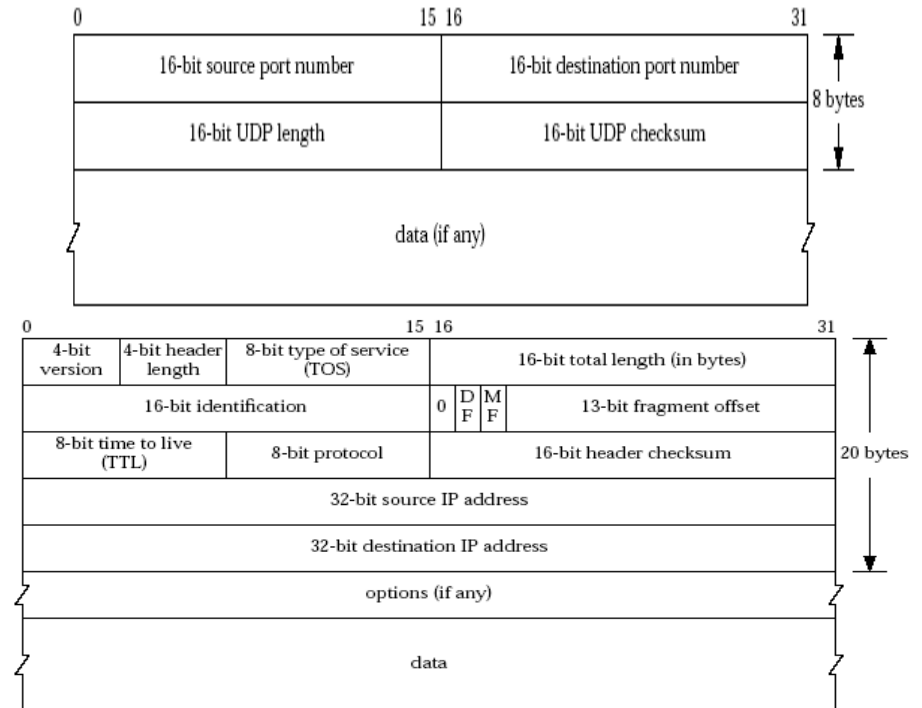 0 15 16 31
16-bit source port number 16-bit destination port number
8 bytes
16-bit UDP length 16-bit UDP checksum
data (if any)
0 15 16 31
4-bit version 4-bit header length 8-bit type of service (TOS) 16-bit total length (in bytes)
16-bit identification 0 DF MF 13-bit fragment offset
8-bit time to live (TTL) 8-bit protocol 16-bit header checksum 20 bytes
32-bit source IP address
32-bit destination IP address
options (if any)
data